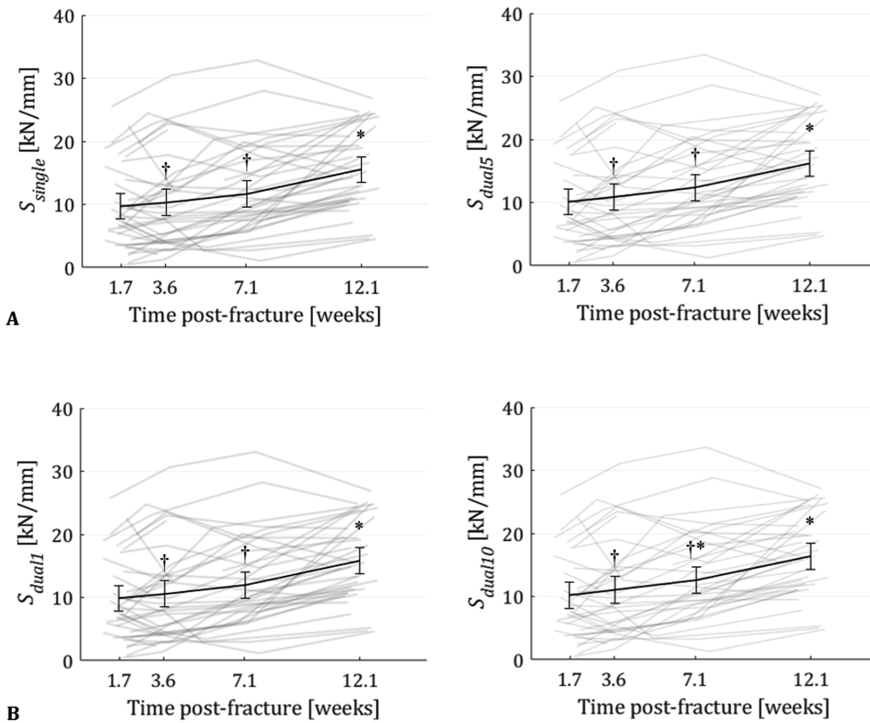 40
30
20
10
0
S_single [kN/mm]
† † *
1.7 3.6 7.1 12.1
Time post-fracture [weeks]
A
40
30
20
10
0
S_dual5 [kN/mm]
† † *
1.7 3.6 7.1 12.1
Time post-fracture [weeks]
40
30
20
10
0
S_dual1 [kN/mm]
† † *
1.7 3.6 7.1 12.1
Time post-fracture [weeks]
B
40
30
20
10
0
S_dual10 [kN/mm]
† †* *
1.7 3.6 7.1 12.1
Time post-fracture [weeks]